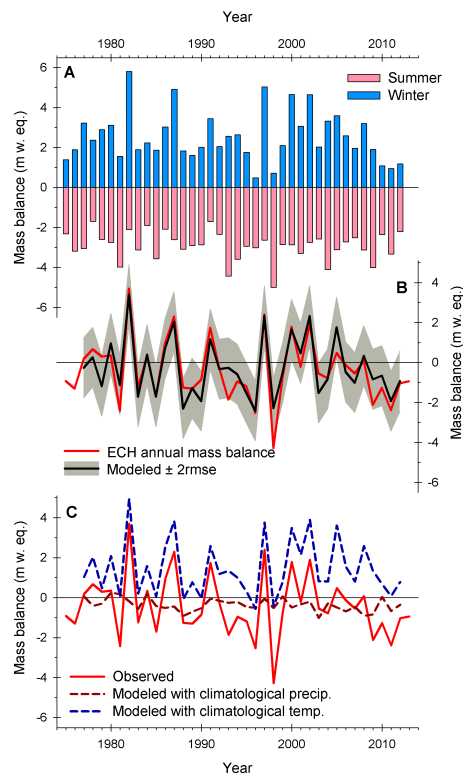 Year
1980 1990 2000 2010
A
Summer
Winter
Mass balance (m w. eq.)
6
4
2
0
-2
-4
-6
B
Mass balance (m w. eq.)
4
2
0
-2
-4
-6
ECH annual mass balance
Modeled ± 2rmse
C
Mass balance (m w. eq.)
4
2
0
-2
-4
-6
Observed
Modeled with climatological precip.
Modeled with climatological temp.
1980 1990 2000 2010
Year